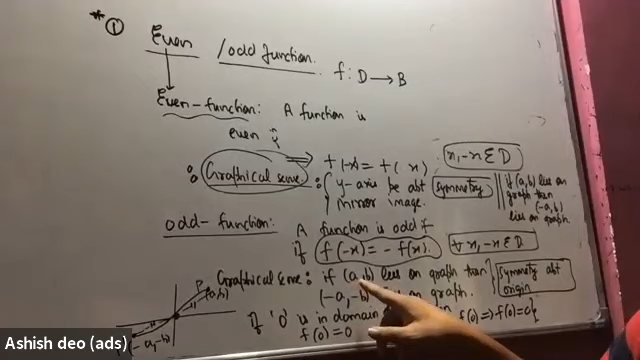 * ① Even /odd function.
f: D → B
Even-function: A function is
even if
f(-x) = f(x) x, -x ∈ D
Graphical sense: y-axis be abt symmetry if (a,b) lies on
mirror image. graph then
(-a,b)
lies on graph.
odd-function: A function is odd if
if f(-x) = - f(x). ∀ x, -x ∈ D
Graphical sense: if (a,b) lies on graph then symmetry abt
(-a,-b) on graph. origin
P
(a,b)
(-a,-b)
If '0' is in domain f(0) => f(0)=0}
f(0)=0
Ashish deo (ads)